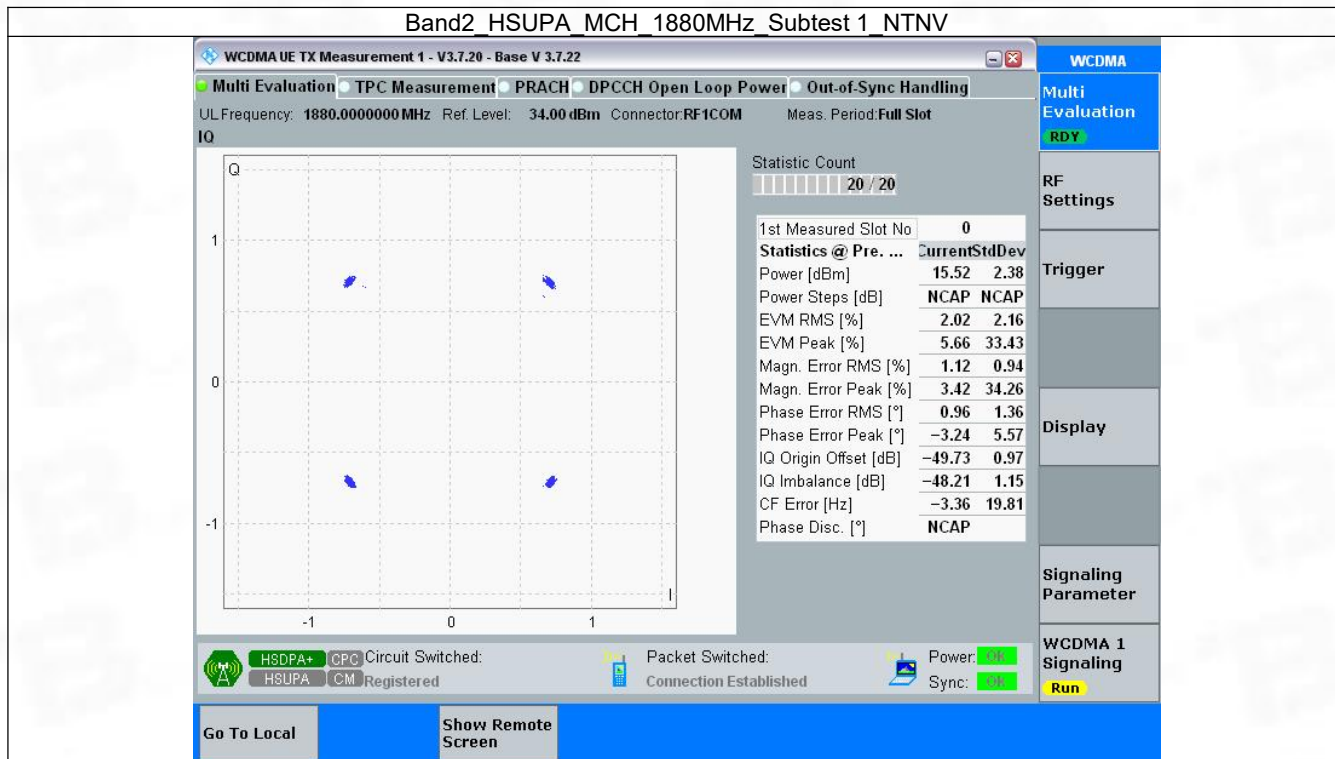 Band2_HSUPA_MCH_1880MHz_Subtest 1_NTNV
WCDMA UE TX Measurement 1 - V3.7.20 - Base V 3.7.22
WCDMA
Multi Evaluation TPC Measurement PRACH DPCCH Open Loop Power Out-of-Sync Handling
UL Frequency: 1880.0000000 MHz Ref. Level: 34.00 dBm Connector:RF1COM Meas. Period:Full Slot
IQ
Q
1
0
-1
I
-1 0 1
Statistic Count
20 / 20
1st Measured Slot No 0
Statistics @ Pre. ... CurrentStdDev
Power [dBm] 15.52 2.38
Power Steps [dB] NCAP NCAP
EVM RMS [%] 2.02 2.16
EVM Peak [%] 5.66 33.43
Magn. Error RMS [%] 1.12 0.94
Magn. Error Peak [%] 3.42 34.26
Phase Error RMS [°] 0.96 1.36
Phase Error Peak [°] −3.24 5.57
IQ Origin Offset [dB] −49.73 0.97
IQ Imbalance [dB] −48.21 1.15
CF Error [Hz] −3.36 19.81
Phase Disc. [°] NCAP
Multi
Evaluation
RDY
RF
Settings
Trigger
Display
Signaling
Parameter
WCDMA 1
Signaling
Run
HSDPA+ CPC Circuit Switched: Packet Switched: Power: OK
HSUPA CM Registered Connection Established Sync: OK
Go To Local
Show Remote
Screen